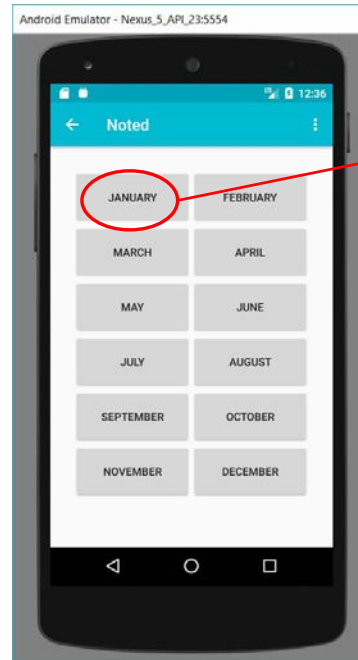 Android Emulator - Nexus_5_API_23:5554
12:36
Noted
JANUARY FEBRUARY
MARCH APRIL
MAY JUNE
JULY AUGUST
SEPTEMBER OCTOBER
NOVEMBER DECEMBER